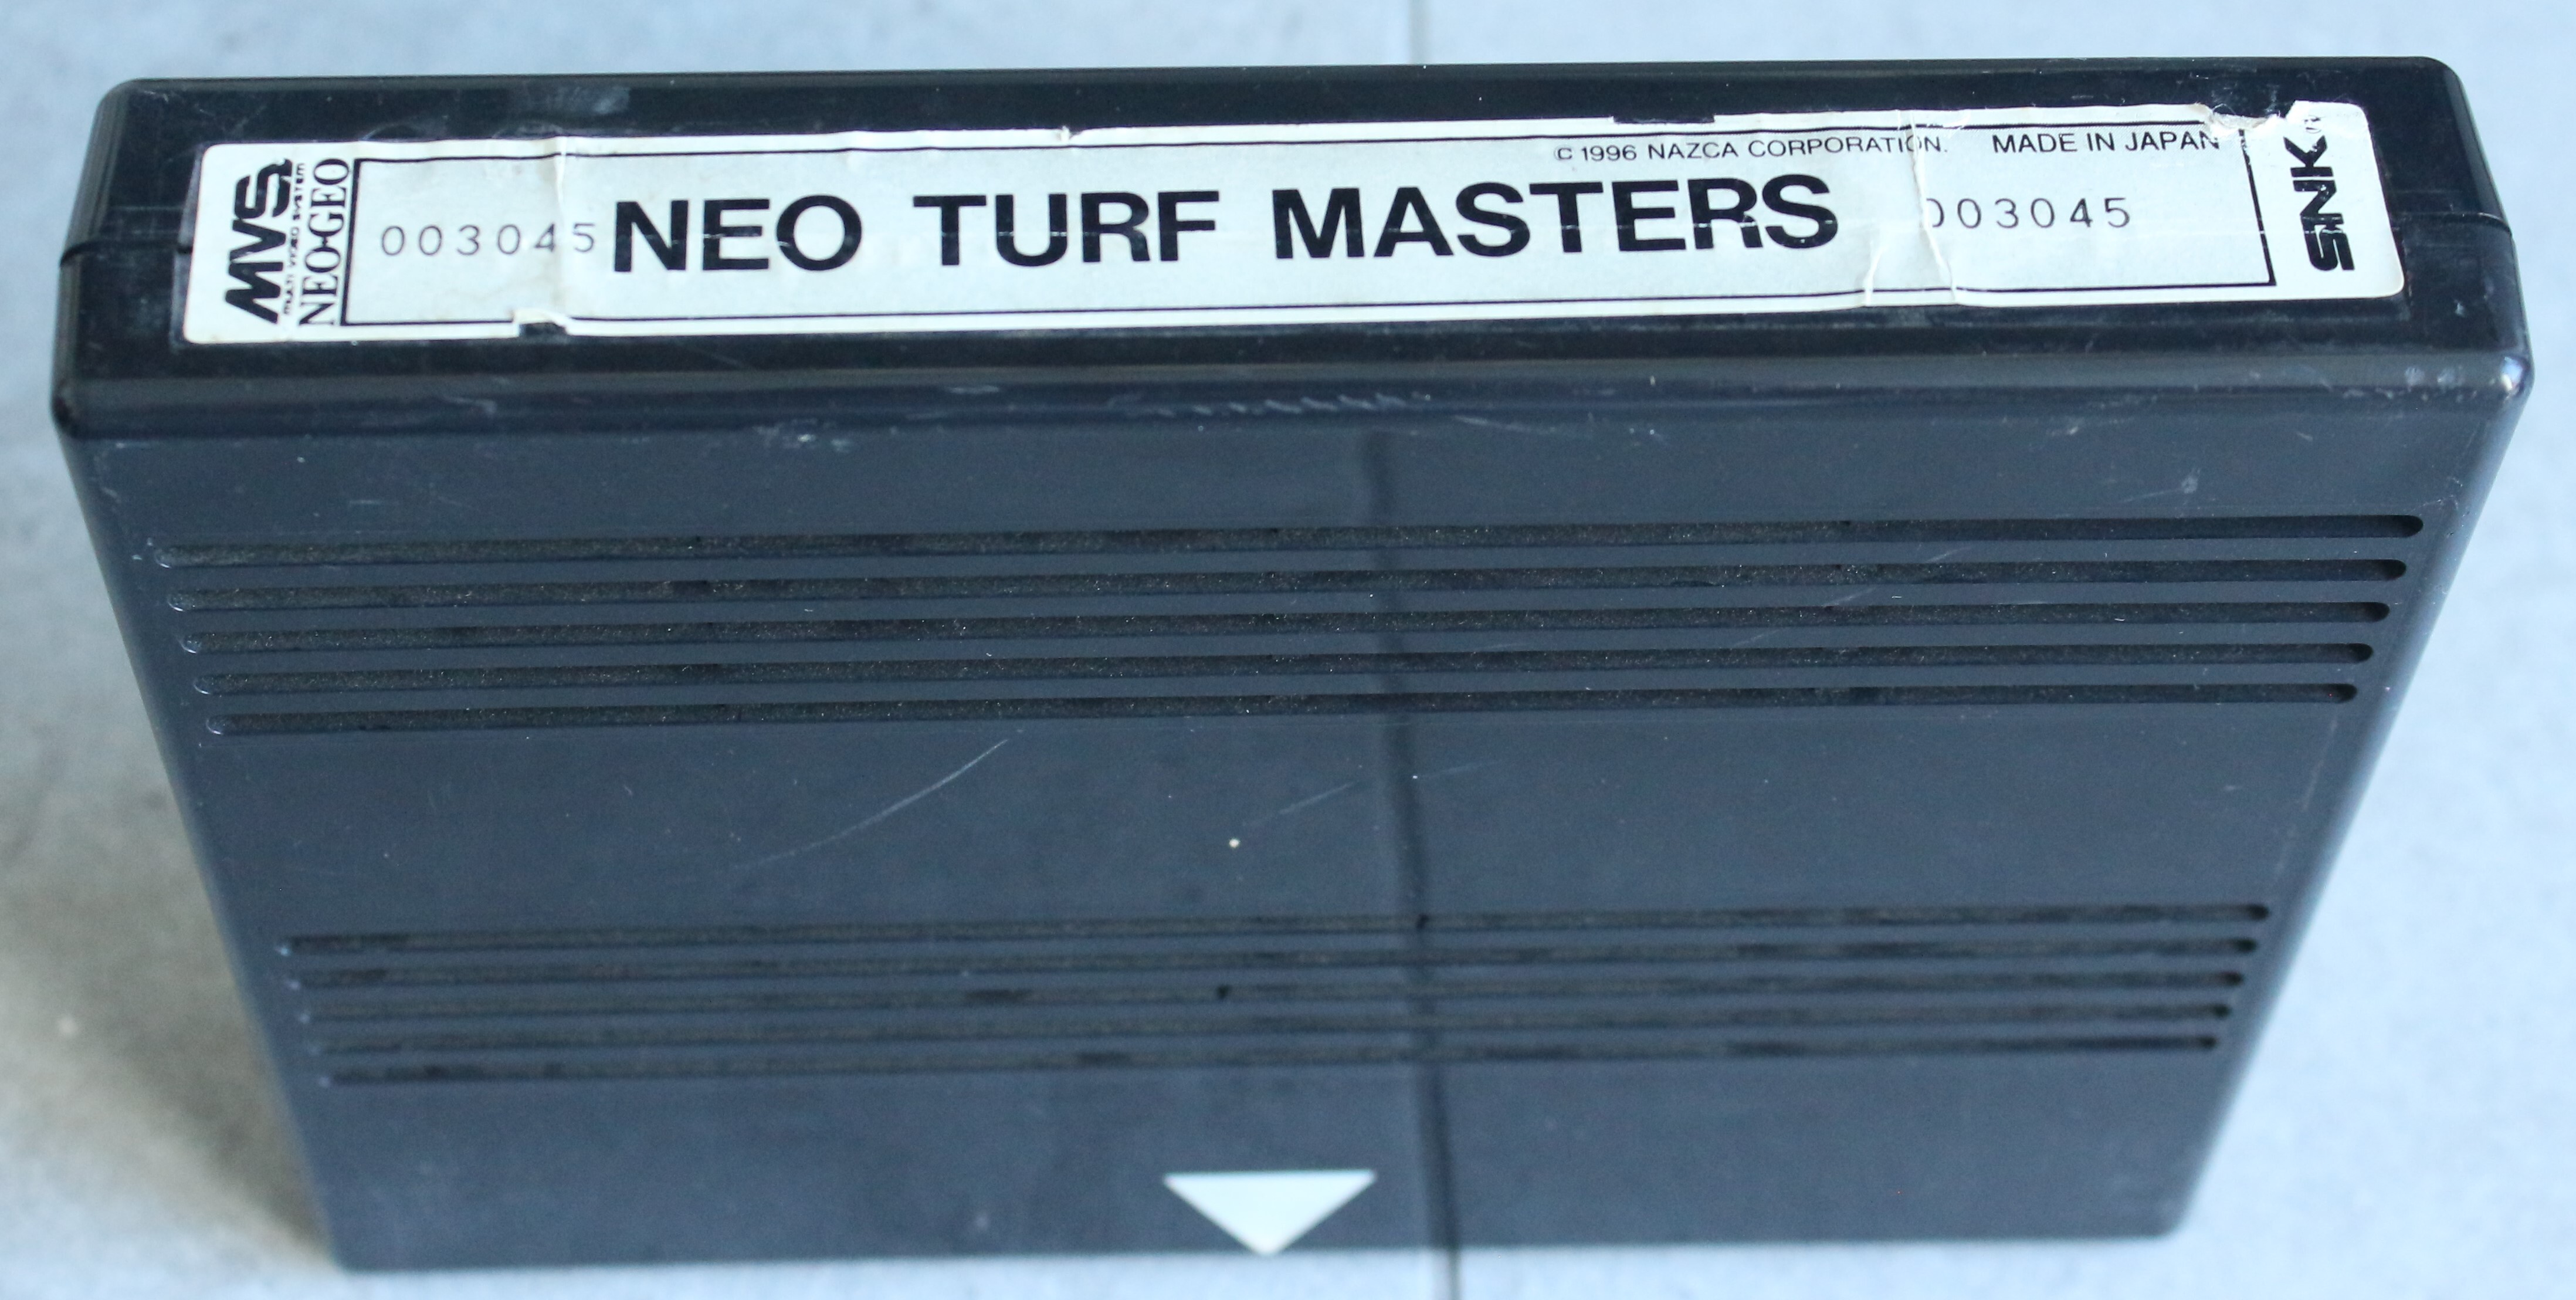 MVS
MULTI VIDEO SYSTEM
NEO•GEO
© 1996 NAZCA CORPORATION. MADE IN JAPAN
003045 NEO TURF MASTERS 003045
SNK®